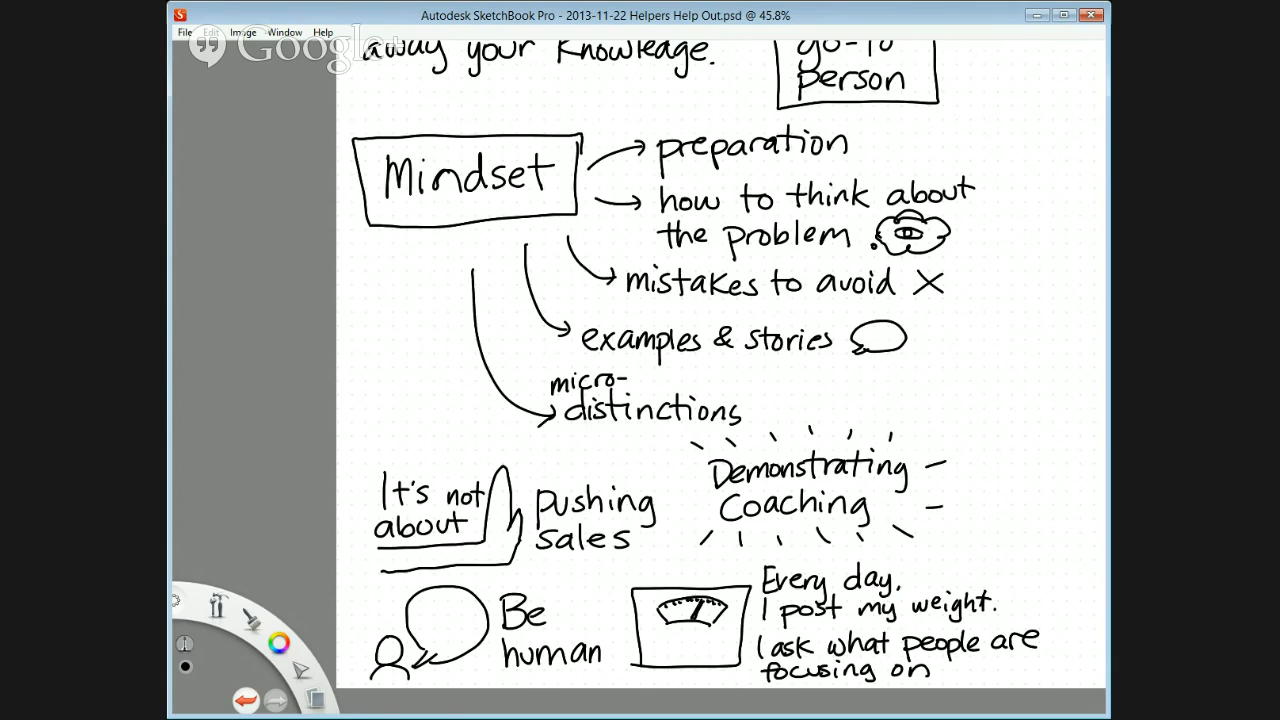 Autodesk SketchBook Pro - 2013-11-22 Helpers Help Out.psd @ 45.8%
File Edit Image Window Help
Google+
away your knowledge.
go-to
person
Mindset
preparation
how to think about
the problem
mistakes to avoid X
examples & stories
micro-
distinctions
Demonstrating
Coaching
It's not
about
pushing
sales
Be
human
Every day,
I post my weight.
I ask what people are
focusing on